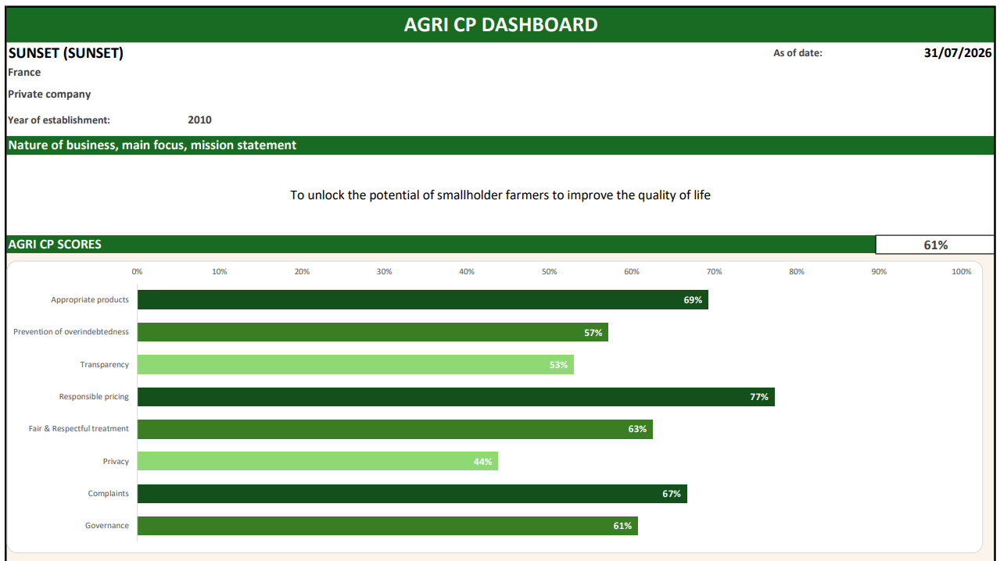 AGRI CP DASHBOARD
SUNSET (SUNSET) As of date: 31/07/2026
France
Private company
Year of establishment: 2010
Nature of business, main focus, mission statement
To unlock the potential of smallholder farmers to improve the quality of life
AGRI CP SCORES 61%
0% 10% 20% 30% 40% 50% 60% 70% 80% 90% 100%
Appropriate products 69%
Prevention of overindebtedness 57%
Transparency 53%
Responsible pricing 77%
Fair & Respectful treatment 63%
Privacy 44%
Complaints 67%
Governance 61%